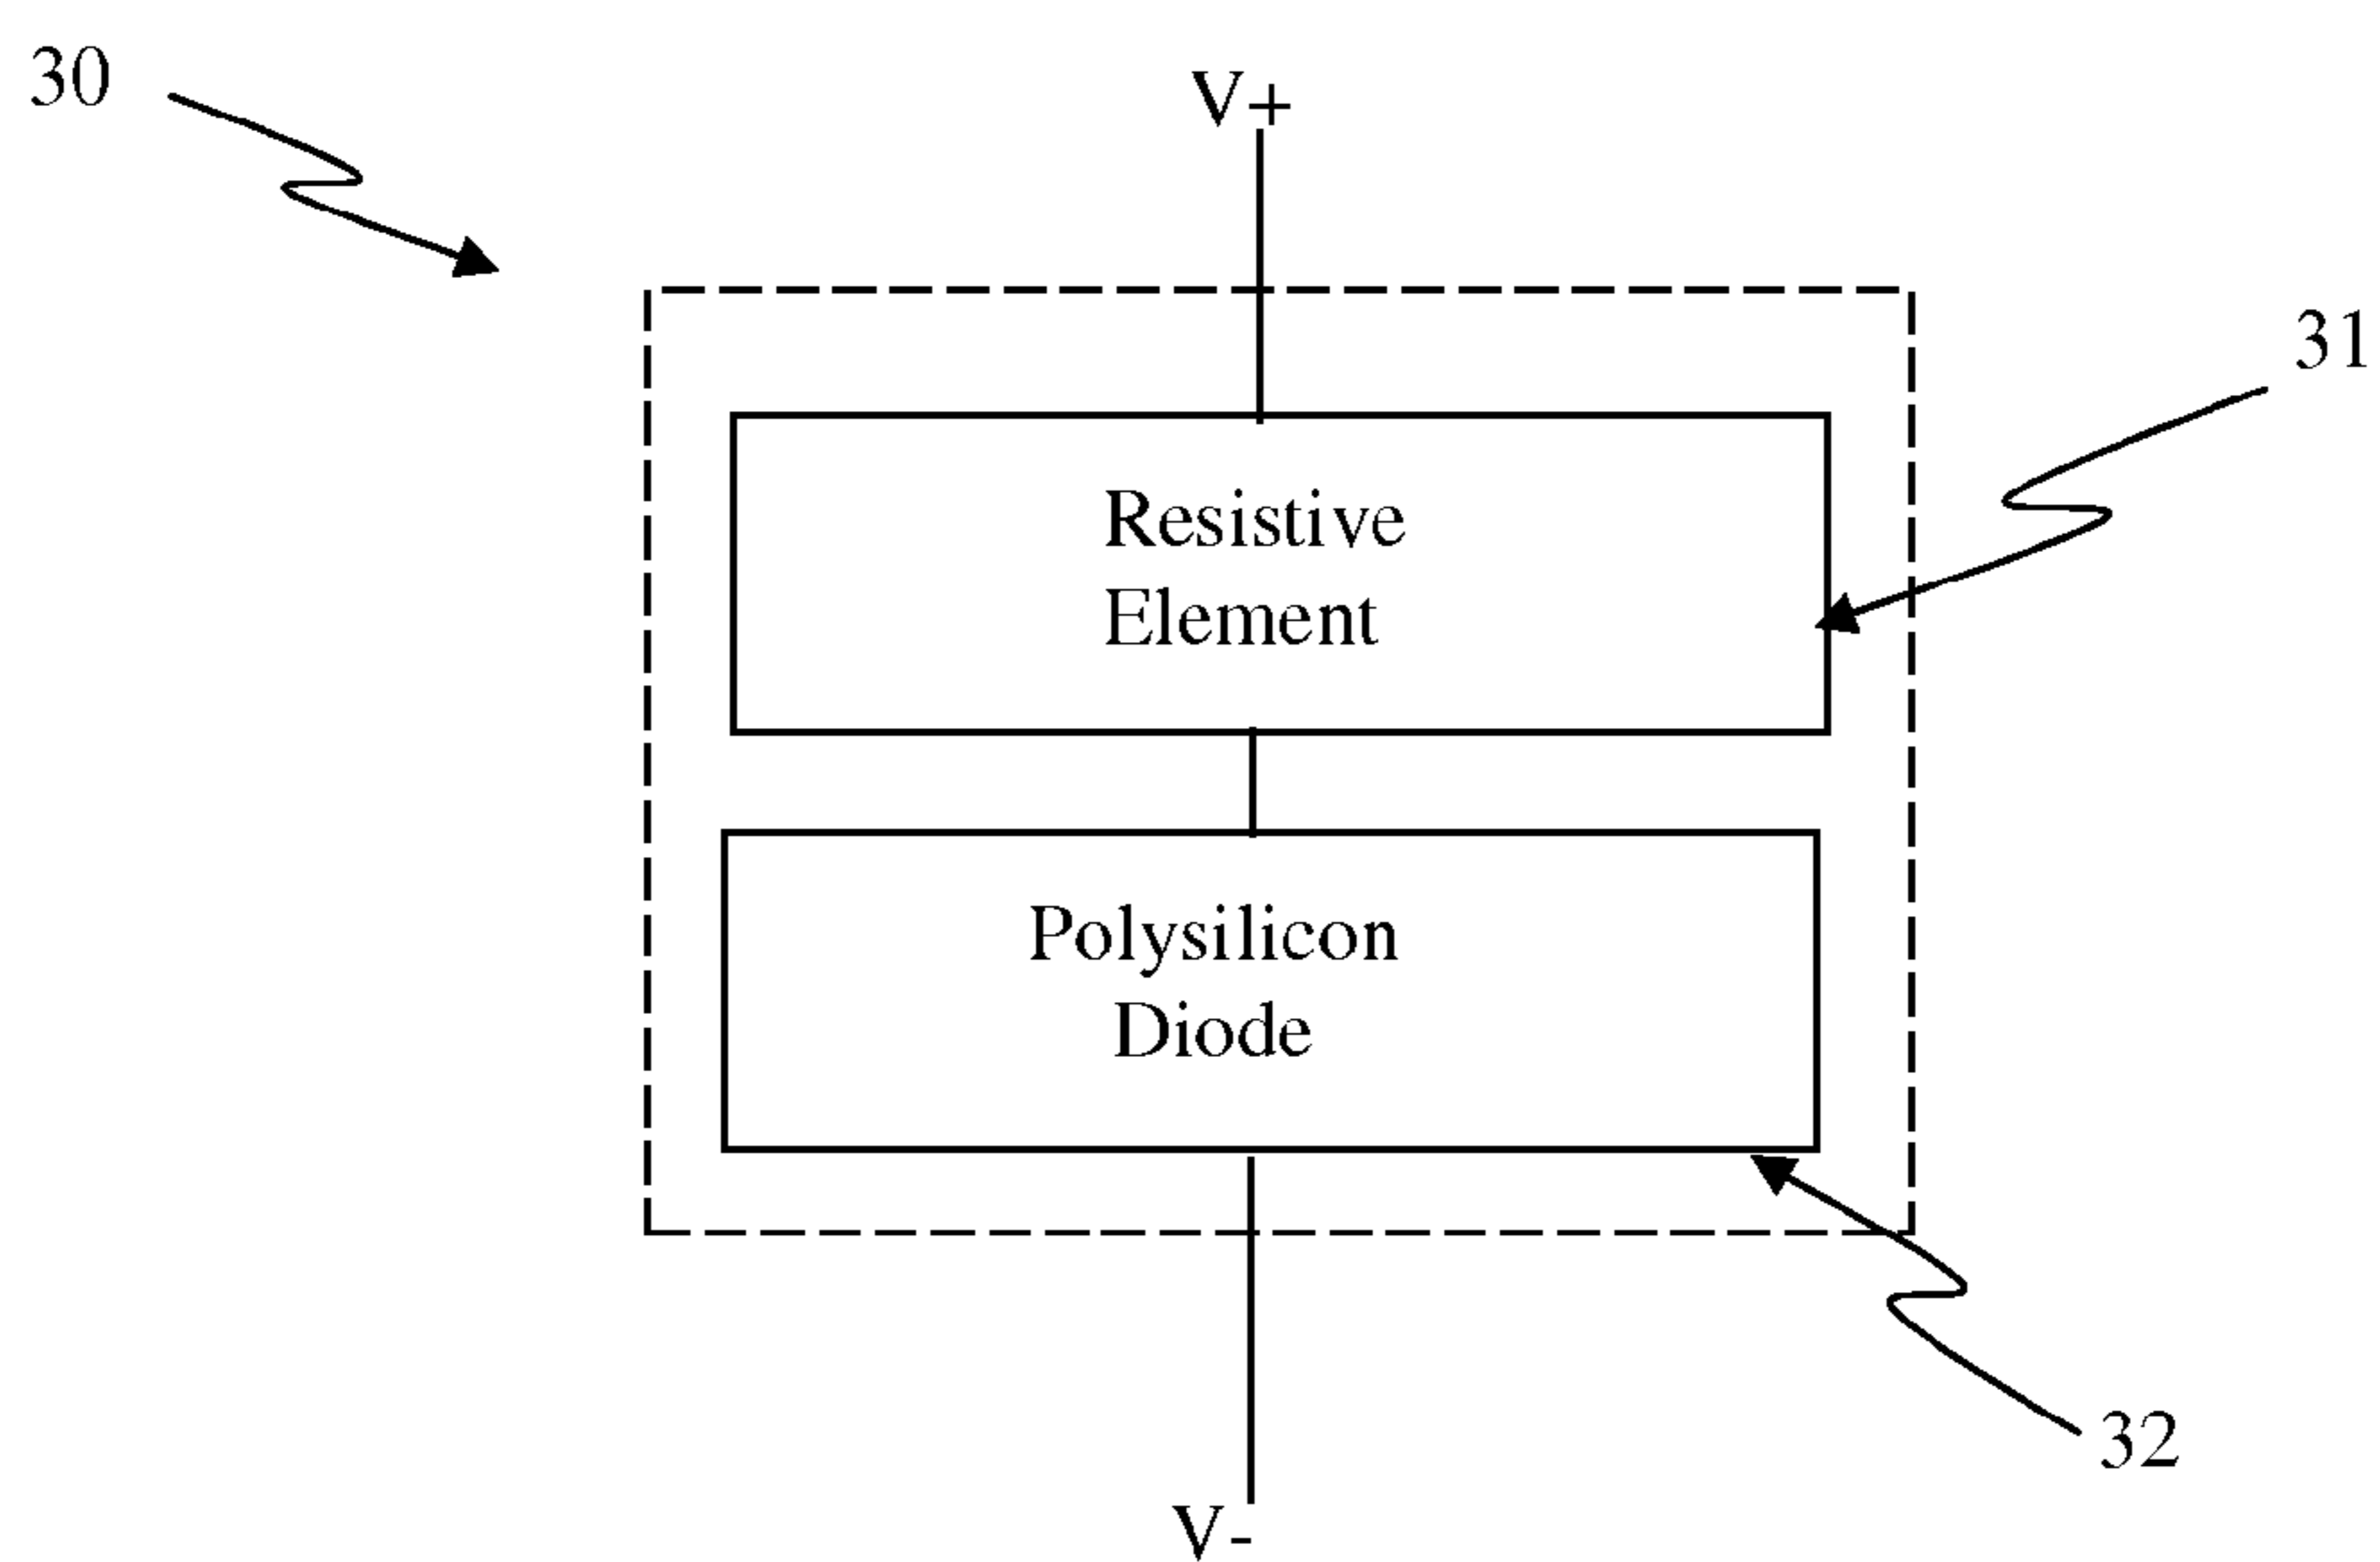 30
V+
31
Resistive
Element
Polysilicon
Diode
32
V-